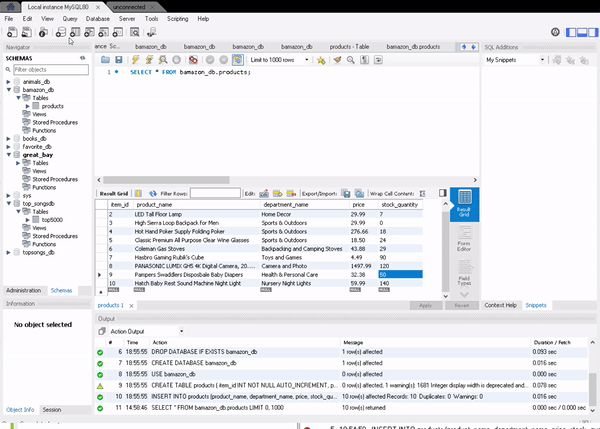 Local instance MySQL80 × unconnected ×
File Edit View Query Database Server Tools Scripting Help
Navigator
SCHEMAS
Filter objects
animals_db
bamazon_db
Tables
products
Views
Stored Procedures
Functions
books_db
favorite_db
great_bay
Tables
Views
Stored Procedures
Functions
sys
top_songsdb
Tables
top5000
Views
Stored Procedures
Functions
topsongs_db
Administration Schemas
Information
No object selected
Object Info Session
bamazon_db bamazon_db bamazon_db bamazon_db products - Table bamazon_db.products
Limit to 1000 rows
1 SELECT * FROM bamazon_db.products;
Result Grid Filter Rows: Edit: Export/Import: Wrap Cell Content:
item_id product_name department_name price stock_quantity
2 LED Tall Floor Lamp Home Decor 29.99 7
3 High Sierra Loop Backpack for Men Sports & Outdoors 29.99 0
4 Hot Hand Poker Supply Folding Poker Sports & Outdoors 276.66 18
5 Classic Premium All Purpose Clear Wine Glasses Sports & Outdoors 18.50 24
6 Coleman Gas Stoves Backpacking and Camping Stoves 43.88 29
7 Hasbro Gaming Rubik's Cube Toys and Games 4.49 90
8 PANASONIC LUMIX GH5 4K Digital Camera, 20.... Camera and Photo 1497.99 120
9 Pampers Swaddlers Disposbale Baby Diapers Health & Personal Care 32.38 50
10 Hatch Baby Rest Sound Machine Night Light Nursery Night Lights 59.99 140
NULL NULL NULL NULL NULL
Result Grid
Form Editor
Field Types
products 1 × Apply Revert
SQL Additions
My Snippets
Context Help Snippets
Output
Action Output
# Time Action Message Duration / Fetch
6 18:55:55 DROP DATABASE IF EXISTS bamazon_db 1 row(s) affected 0.093 sec
7 18:55:55 CREATE DATABASE bamazon_db 1 row(s) affected 0.016 sec
8 18:55:55 USE bamazon_db 0 row(s) affected 0.000 sec
9 18:55:55 CREATE TABLE products ( item_id INT NOT NULL AUTO_INCREMENT, p... 0 row(s) affected, 1 warning(s): 1681 Integer display width is deprecated and... 0.078 sec
10 18:55:55 INSERT INTO products (product_name, department_name, price, stock_qu... 10 row(s) affected Records: 10 Duplicates: 0 Warnings: 0 0.016 sec
11 14:58:46 SELECT * FROM bamazon_db.products LIMIT 0, 1000 10 row(s) returned 0.000 sec / 0.000 sec